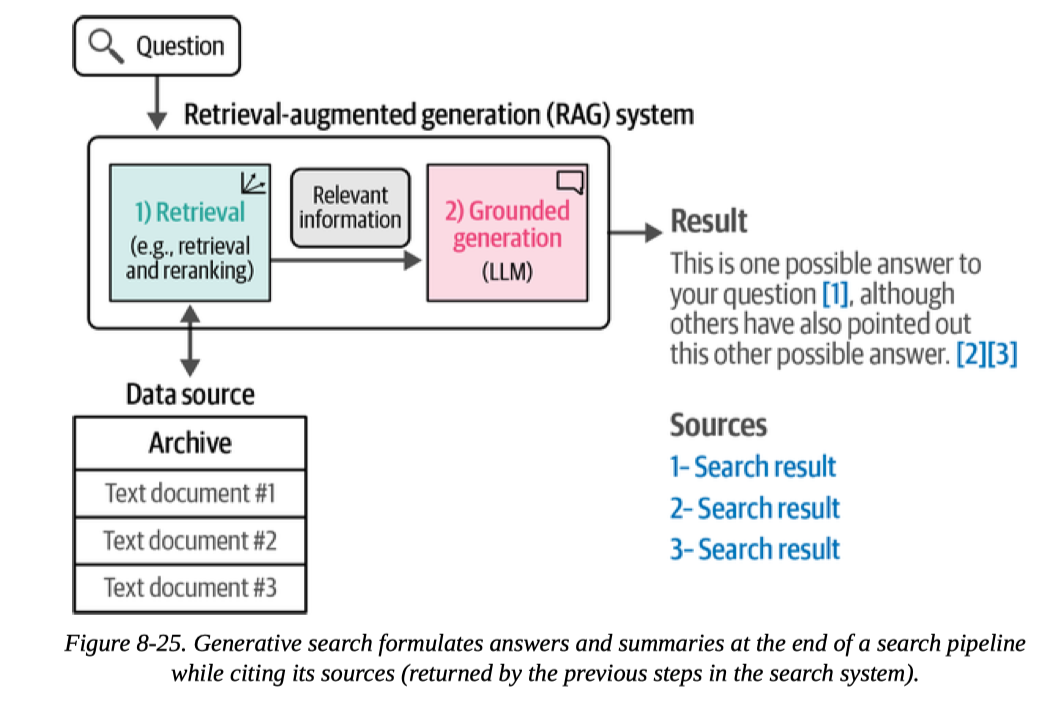 Question
Retrieval-augmented generation (RAG) system
1) Retrieval
(e.g., retrieval
and reranking)
Relevant
information
2) Grounded
generation
(LLM)
Result
This is one possible answer to
your question [1], although
others have also pointed out
this other possible answer. [2][3]
Sources
1- Search result
2- Search result
3- Search result
Data source
Archive
Text document #1
Text document #2
Text document #3
Figure 8-25. Generative search formulates answers and summaries at the end of a search pipeline
while citing its sources (returned by the previous steps in the search system).